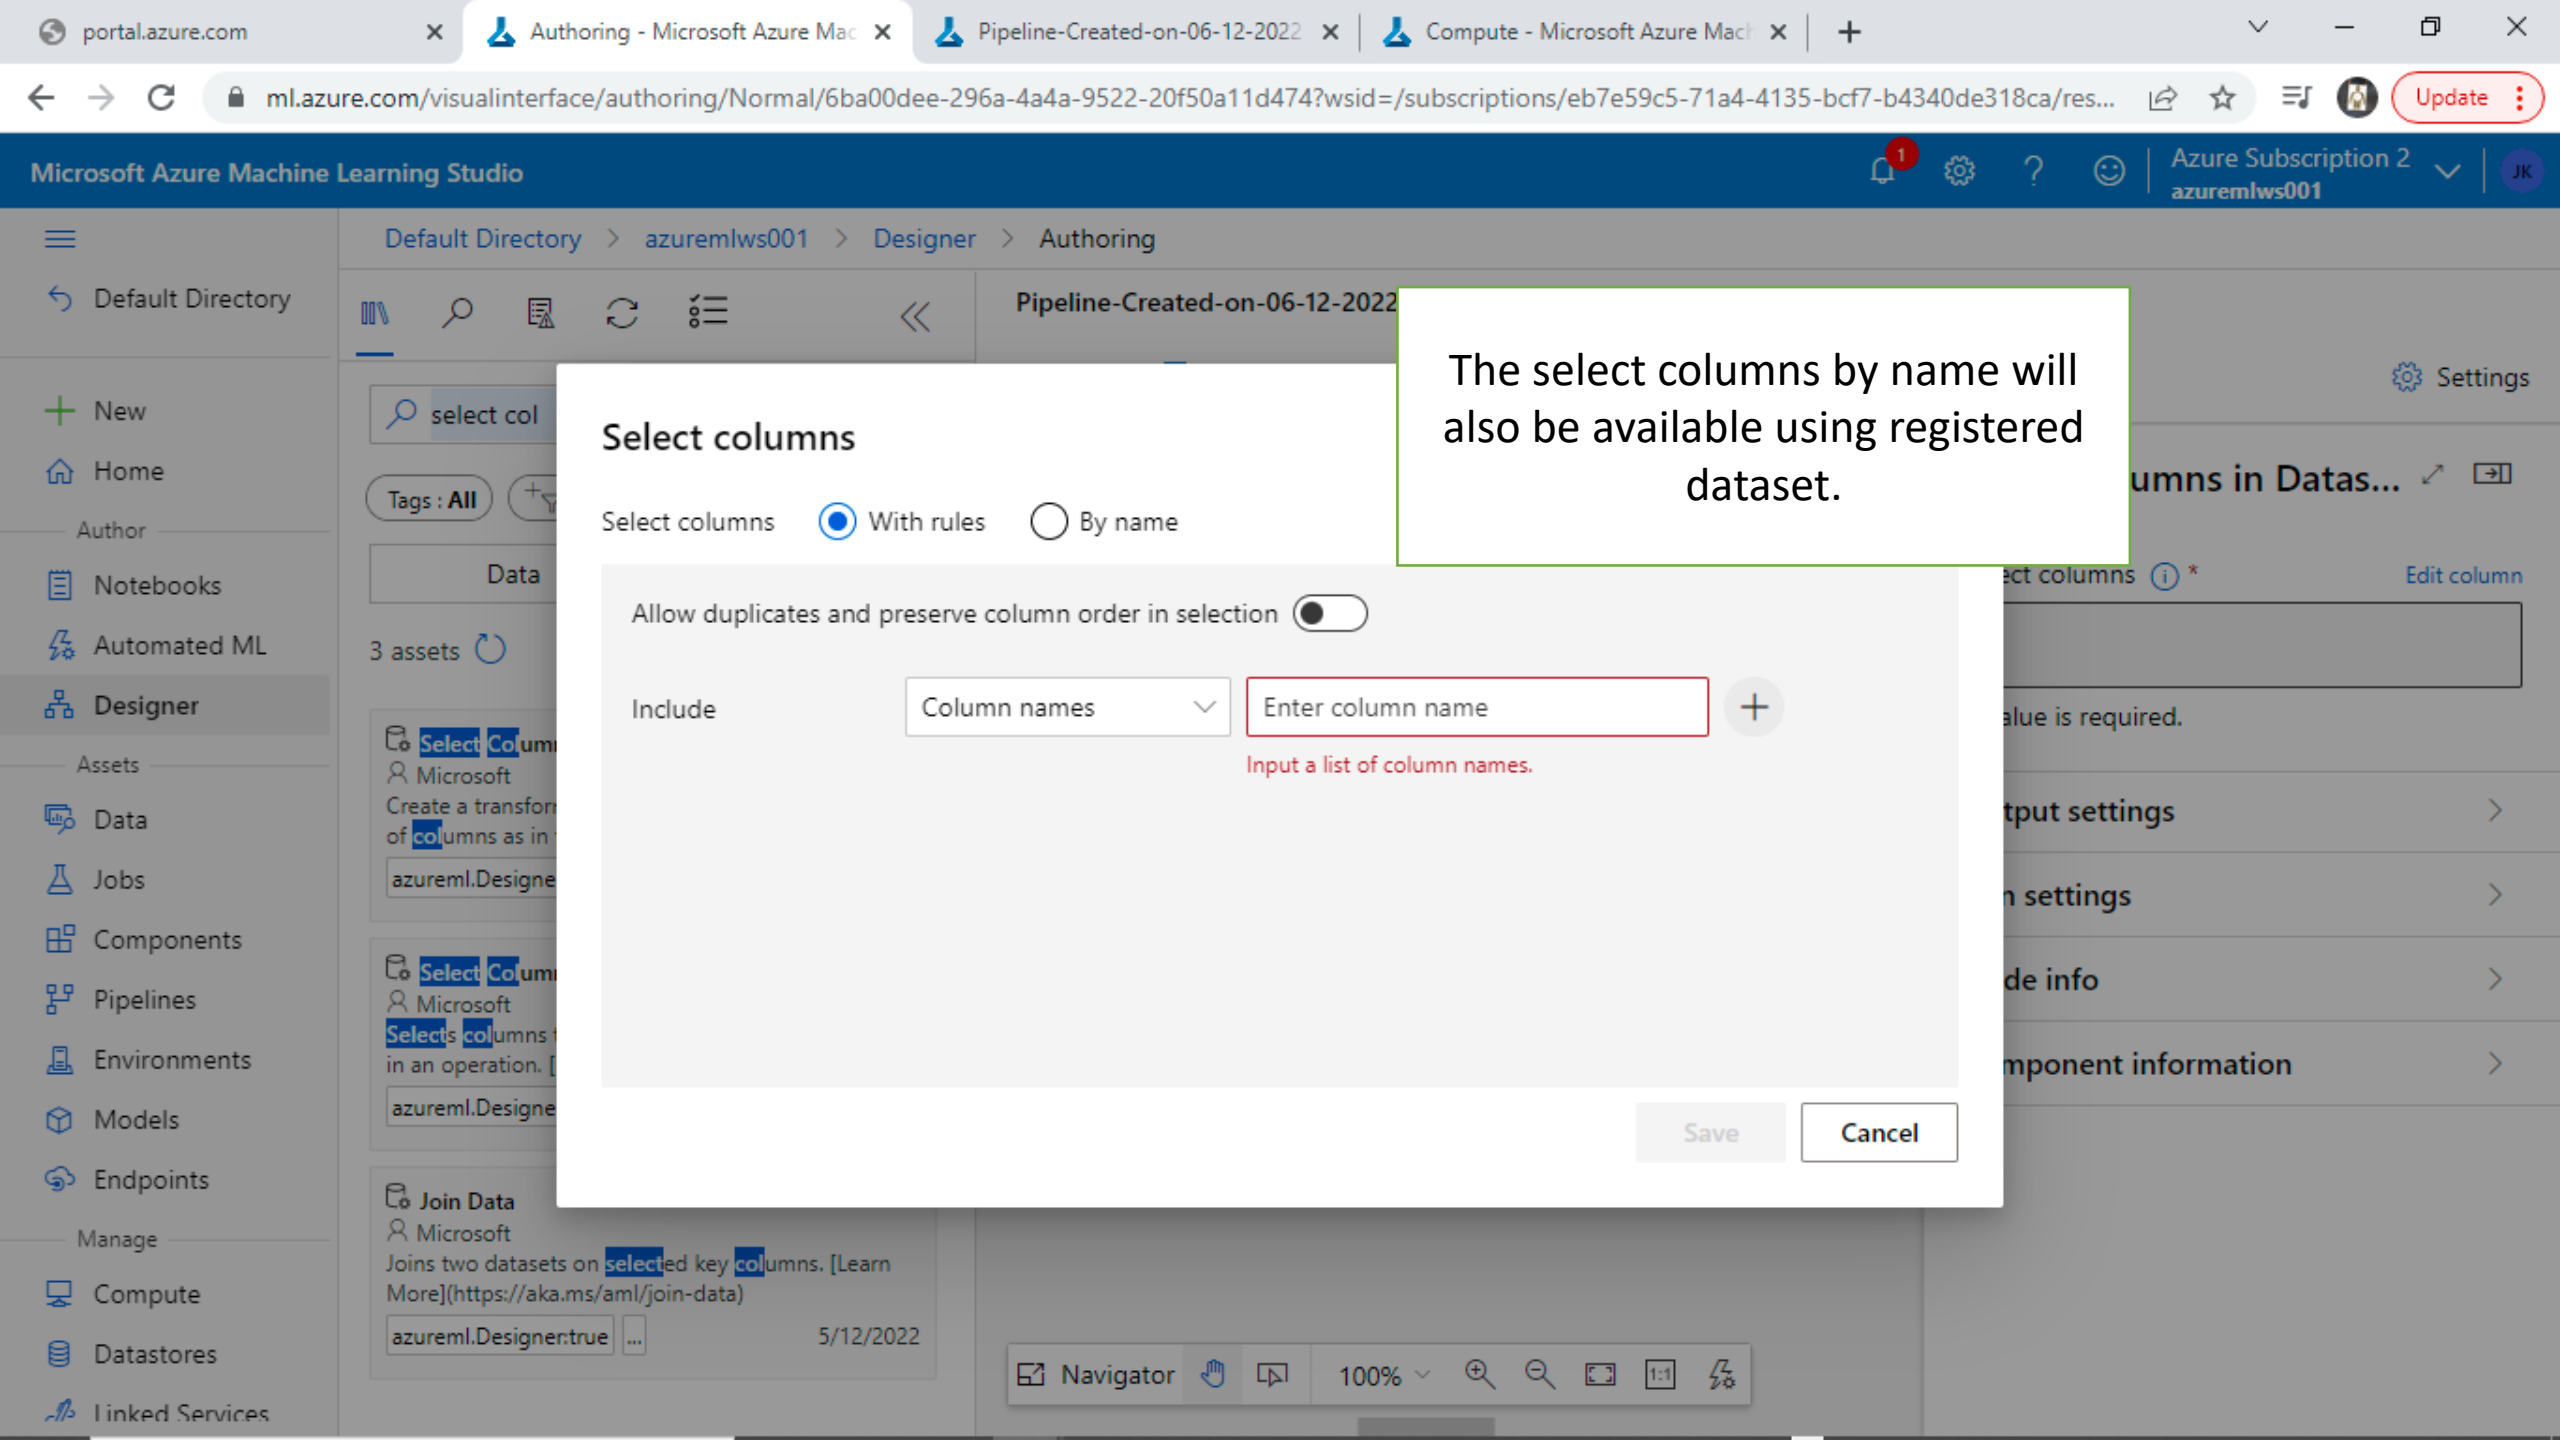 portal.azure.com
Authoring - Microsoft Azure Mac
Pipeline-Created-on-06-12-2022
Compute - Microsoft Azure Mach
ml.azure.com/visualinterface/authoring/Normal/6ba00dee-296a-4a4a-9522-20f50a11d474?wsid=/subscriptions/eb7e59c5-71a4-4135-bcf7-b4340de318ca/res...
Update
Microsoft Azure Machine Learning Studio
1
Azure Subscription 2
azuremlws001
JK
Default Directory > azuremlws001 > Designer > Authoring
Default Directory
New
Home
Author
Notebooks
Automated ML
Designer
Assets
Data
Jobs
Components
Pipelines
Environments
Models
Endpoints
Manage
Compute
Datastores
Linked Services
select col
Tags : All
Data
3 assets
Select Colum
Microsoft
Create a transfor
of columns as in
azureml.Designe
Select Colum
Microsoft
Selects columns
in an operation. [
azureml.Designe
Join Data
Microsoft
Joins two datasets on selected key columns. [Learn
More](https://aka.ms/aml/join-data)
azureml.Designer:true ...
5/12/2022
Pipeline-Created-on-06-12-2022
The select columns by name will
also be available using registered
dataset.
Select columns
Select columns With rules By name
Allow duplicates and preserve column order in selection
Include Column names Enter column name +
Input a list of column names.
Save Cancel
Settings
umns in Datas...
ect columns * Edit column
alue is required.
tput settings
n settings
de info
mponent information
Navigator 100% 1:1